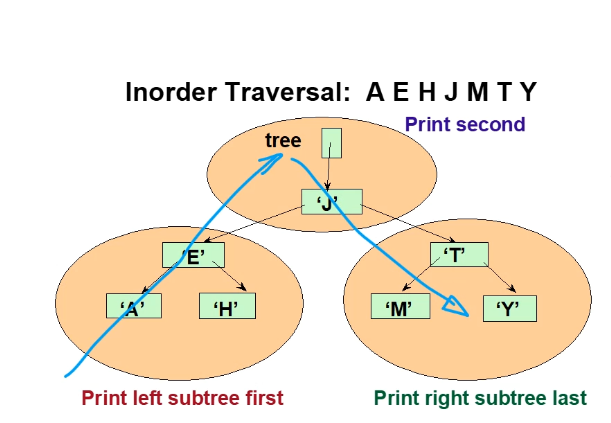 Inorder Traversal: A E H J M T Y
Print second
tree
‘J’
‘E’
‘T’
‘A’
‘H’
‘M’
‘Y’
Print left subtree first
Print right subtree last